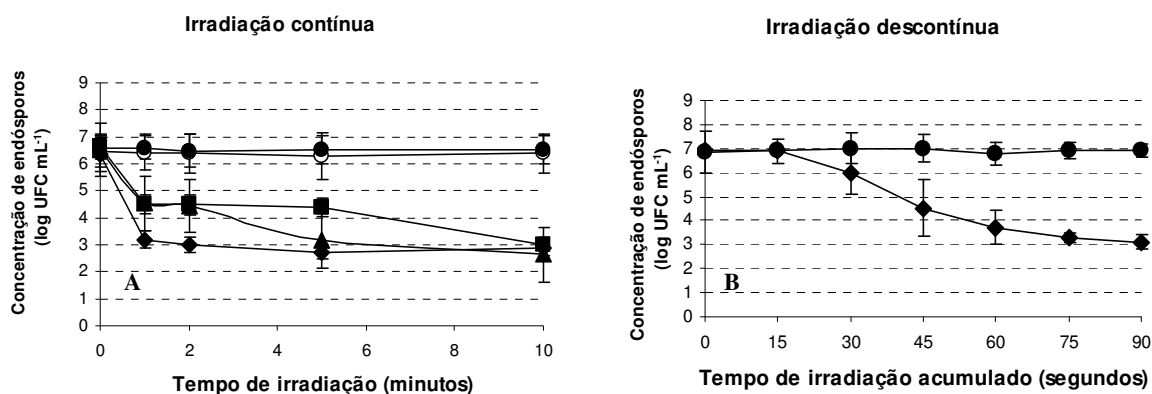 Irradiação contínua
Concentração de endósporos
(log UFC mL-1)
9
8
7
6
5
4
3
2
1
0
A
0 2 4 6 8 10
Tempo de irradiação (minutos)
Irradiação descontínua
Concentração de endósporos
(log UFC mL-1)
9
8
7
6
5
4
3
2
1
0
B
0 15 30 45 60 75 90
Tempo de irradiação acumulado (segundos)